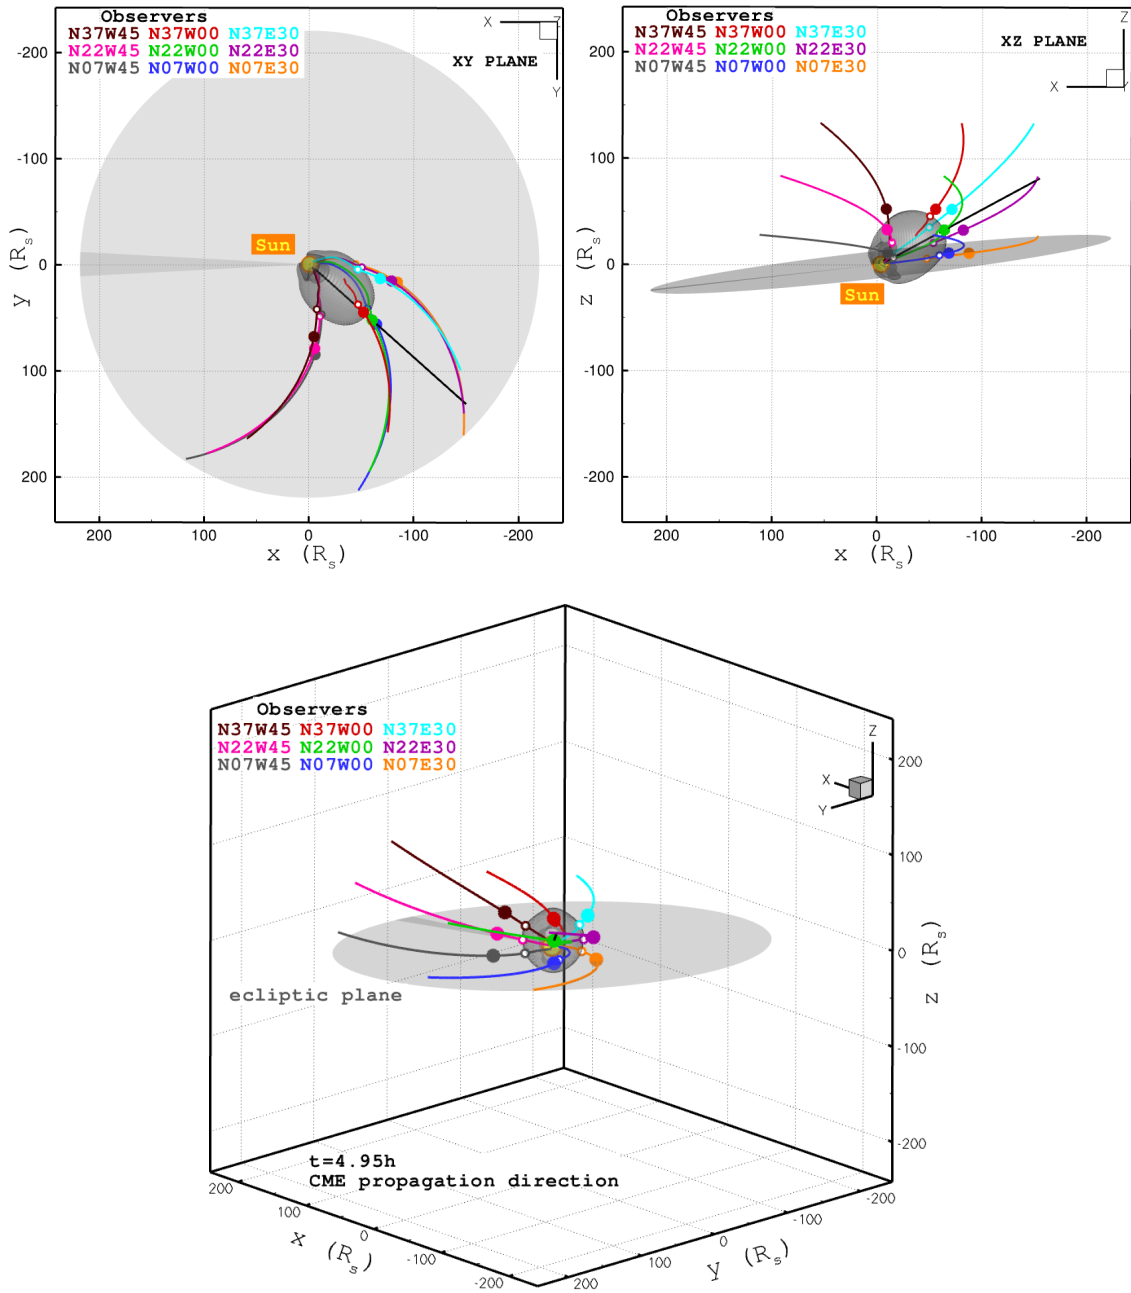 Observers
N37W45 N37W00 N37E30
N22W45 N22W00 N22E30
N07W45 N07W00 N07E30
XY PLANE
X
Z
Y
Sun
-200
-100
0
100
200
y (Rs)
200 100 0 -100 -200
x (Rs)
Observers
N37W45 N37W00 N37E30
N22W45 N22W00 N22E30
N07W45 N07W00 N07E30
XZ PLANE
Z
X
Y
Sun
200
100
0
-100
-200
z (Rs)
200 100 0 -100 -200
x (Rs)
Observers
N37W45 N37W00 N37E30
N22W45 N22W00 N22E30
N07W45 N07W00 N07E30
Z
X
Y
ecliptic plane
t=4.95h
CME propagation direction
200
100
0
-100
-200
z (Rs)
200
100
0
-100
-200
x (Rs)
200
100
0
-100
-200
y (Rs)